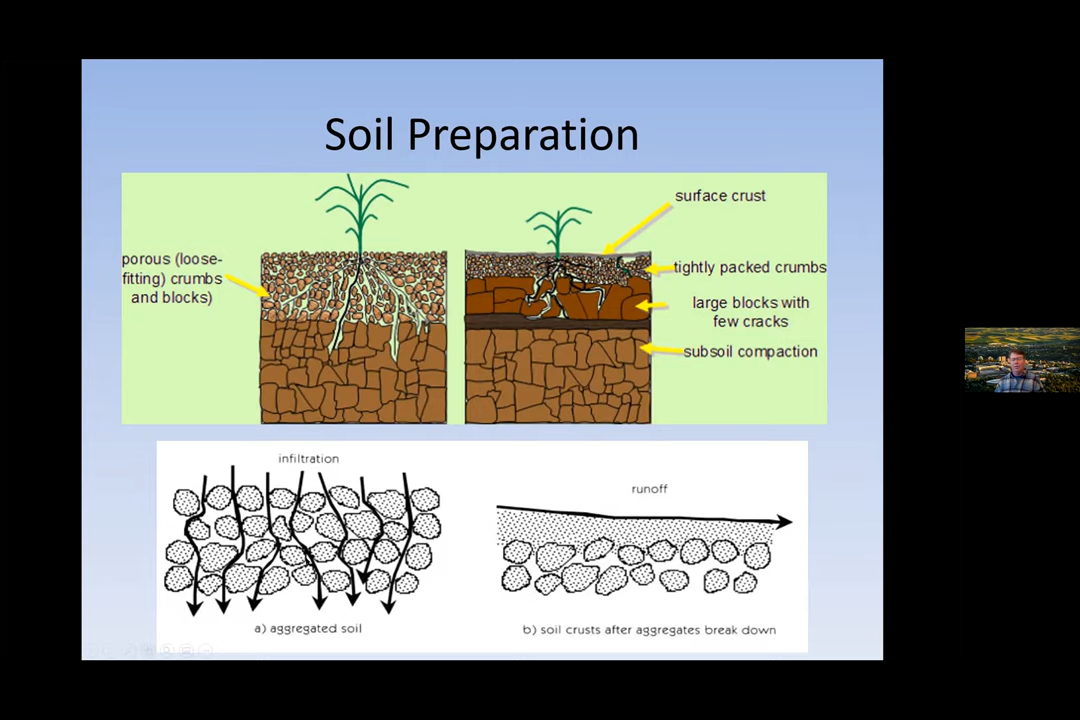 Soil Preparation
porous (loose-
fitting) crumbs
and blocks)
surface crust
tightly packed crumbs
large blocks with
few cracks
subsoil compaction
infiltration
a) aggregated soil
runoff
b) soil crusts after aggregates break down